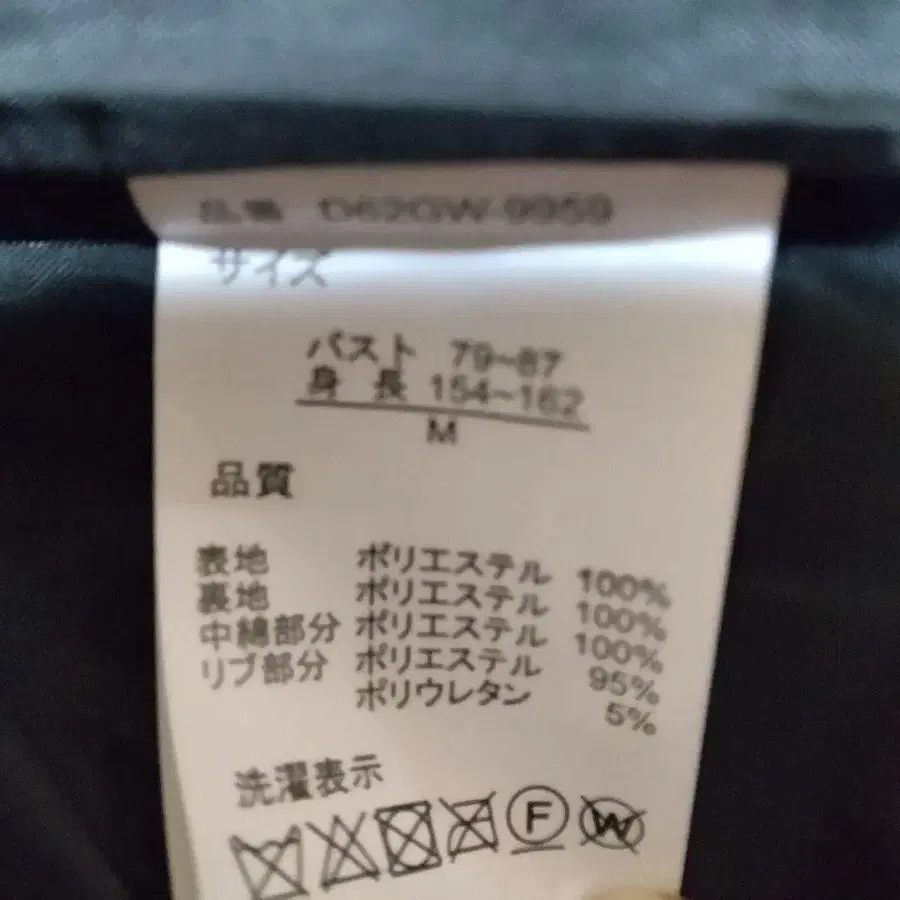 品番 D62GW-9959
サイズ
バスト 79~87
身長 154~162
M
品質
表地 ポリエステル 100%
裏地 ポリエステル 100%
中綿部分 ポリエステル 100%
リブ部分 ポリエステル 95%
ポリウレタン 5%
洗濯表示
F W